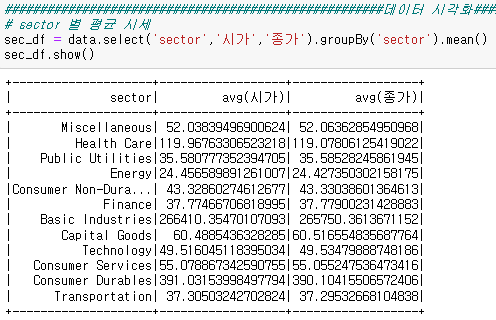 ############################################################데이터 시각화###
# sector 별 평균 시세
sec_df = data.select('sector','시가','종가').groupBy('sector').mean()
sec_df.show()
+--------------------+------------------+------------------+
|              sector|         avg(시가)|         avg(종가)|
+--------------------+------------------+------------------+
|       Miscellaneous| 52.03839496900624| 52.06362854950968|
|         Health Care|119.96763306523218|119.07806125419022|
|    Public Utilities|35.580777352394705| 35.58528245861945|
|              Energy|24.456589891261007| 24.427350302158175|
|Consumer Non-Dura...| 43.32860274612677| 43.33038601364613|
|             Finance| 37.77466706818995| 37.77900231428883|
|    Basic Industries|266410.35470107093| 265750.3613671152|
|       Capital Goods| 60.4885436328285| 60.516554835687764|
|          Technology|49.516045118395034| 49.53479888748186|
|   Consumer Services|55.078867342590755| 55.055247536473416|
|   Consumer Durables|391.03153998497794| 390.10415506572406|
|      Transportation| 37.30503242702824| 37.29532668104838|
+--------------------+------------------+------------------+